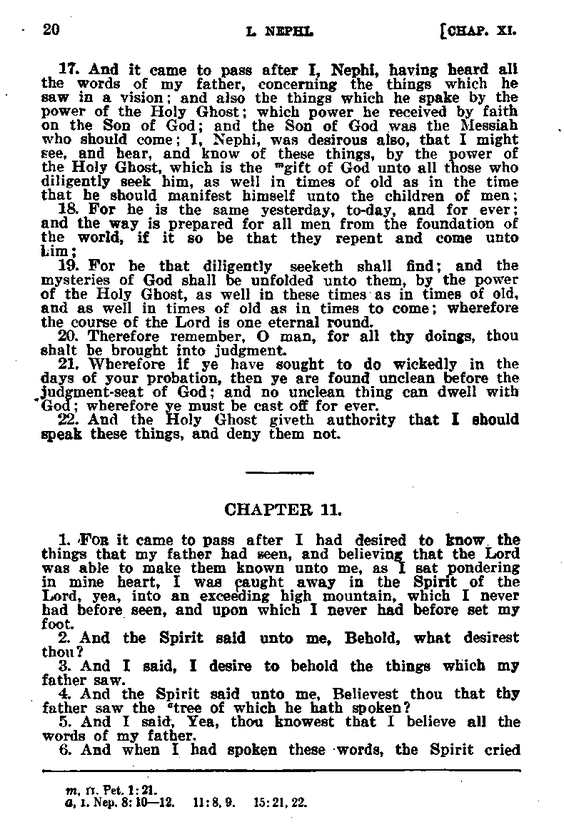 20 I. NEPHI. [CHAP. XI.
17. And it came to pass after I, Nephi, having heard all
the words of my father, concerning the things which he
saw in a vision; and also the things which he spake by the
power of the Holy Ghost; which power he received by faith
on the Son of God; and the Son of God was the Messiah
who should come; I, Nephi, was desirous also, that I might
see, and hear, and know of these things, by the power of
the Holy Ghost, which is the ᵐgift of God unto all those who
diligently seek him, as well in times of old as in the time
that he should manifest himself unto the children of men;
18. For he is the same yesterday, to-day, and for ever;
and the way is prepared for all men from the foundation of
the world, if it so be that they repent and come unto
him;
19. For he that diligently seeketh shall find; and the
mysteries of God shall be unfolded unto them, by the power
of the Holy Ghost, as well in these times as in times of old,
and as well in times of old as in times to come; wherefore
the course of the Lord is one eternal round.
20. Therefore remember, O man, for all thy doings, thou
shalt be brought into judgment.
21. Wherefore if ye have sought to do wickedly in the
days of your probation, then ye are found unclean before the
judgment-seat of God; and no unclean thing can dwell with
God; wherefore ye must be cast off for ever.
22. And the Holy Ghost giveth authority that I should
speak these things, and deny them not.
CHAPTER 11.
1. FOR it came to pass after I had desired to know the
things that my father had seen, and believing that the Lord
was able to make them known unto me, as I sat pondering
in mine heart, I was caught away in the Spirit of the
Lord, yea, into an exceeding high mountain, which I never
had before seen, and upon which I never had before set my
foot.
2. And the Spirit said unto me, Behold, what desirest
thou?
3. And I said, I desire to behold the things which my
father saw.
4. And the Spirit said unto me, Believest thou that thy
father saw the ᵃtree of which he hath spoken?
5. And I said, Yea, thou knowest that I believe all the
words of my father.
6. And when I had spoken these words, the Spirit cried
m, II. Pet. 1:21.
a, I. Nep. 8:10—12. 11:8, 9. 15:21, 22.